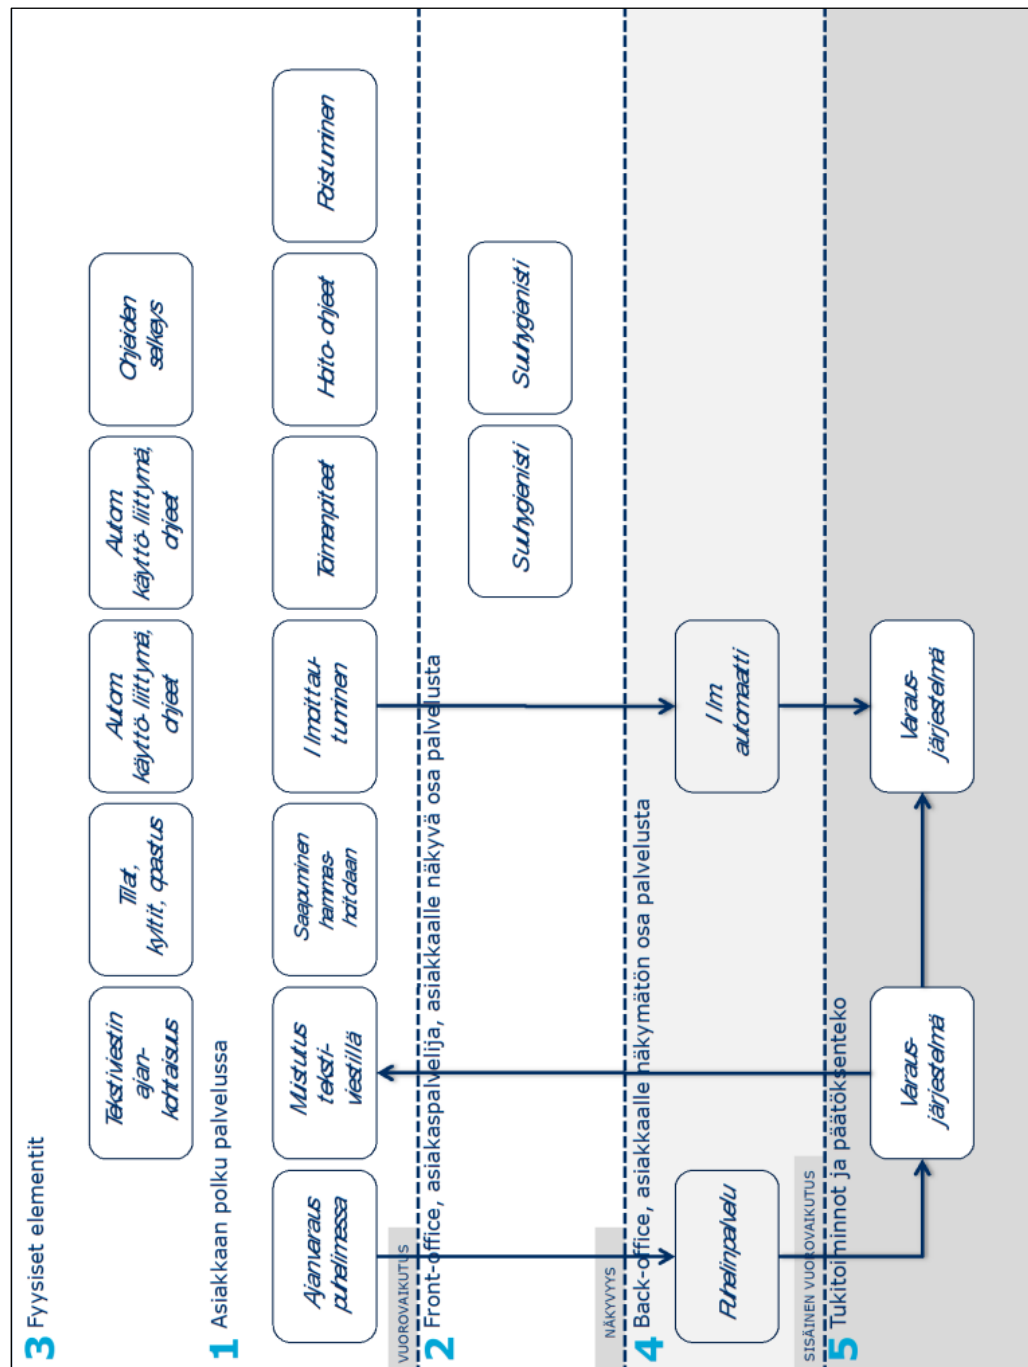 3 Fyysiset elementit
Tekstiviestin
ajan-
kohtaisuus
Tilat,
kyltit, opastus
Autom.
käyttö-liittymä,
ohjeet
Autom.
käyttö-liittymä,
ohjeet
Ohjeiden
selkeys
1 Asiakkaan polku palvelussa
Ajanvaraus
puhelimessa
Muistutus
teksti-
viestillä
Saapuminen
hammas-
hoitolaan
Ilmoittau-
tuminen
Toimenpiteet
Hoito-ohjeet
Poistuminen
VUOROVAIKUTUS
2 Front-office, asiakaspalvelija, asiakkaalle näkyvä osa palvelusta
Suuhygienisti
Suuhygienisti
NÄKYVYYS
4 Back-office, asiakkaalle näkymätön osa palvelusta
Puhelinpalvelu
Ilm.
automaatti
SISÄINEN VUOROVAIKUTUS
5 Tukitoiminnot ja päätöksenteko
Varaus-
järjestelmä
Varaus-
järjestelmä